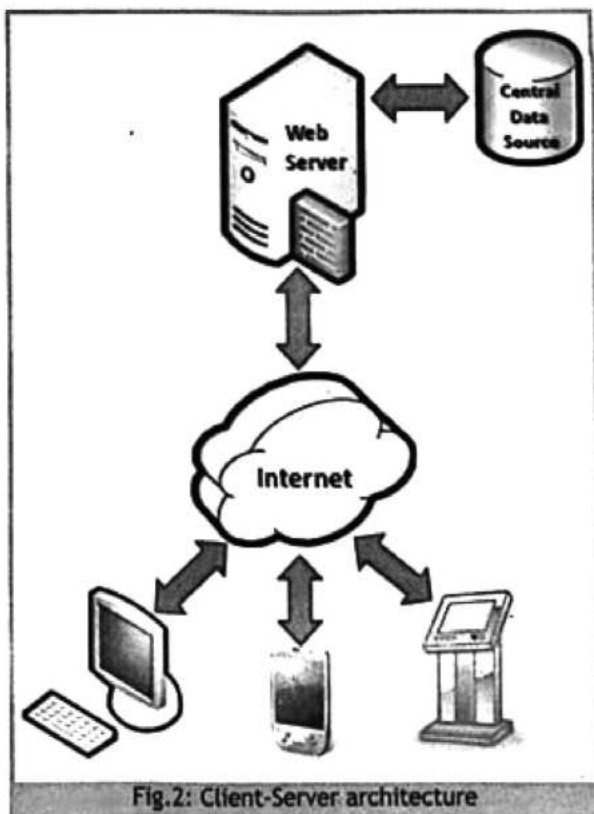 Central
Data
Source
Web
Server
Internet
Fig.2: Client-Server architecture